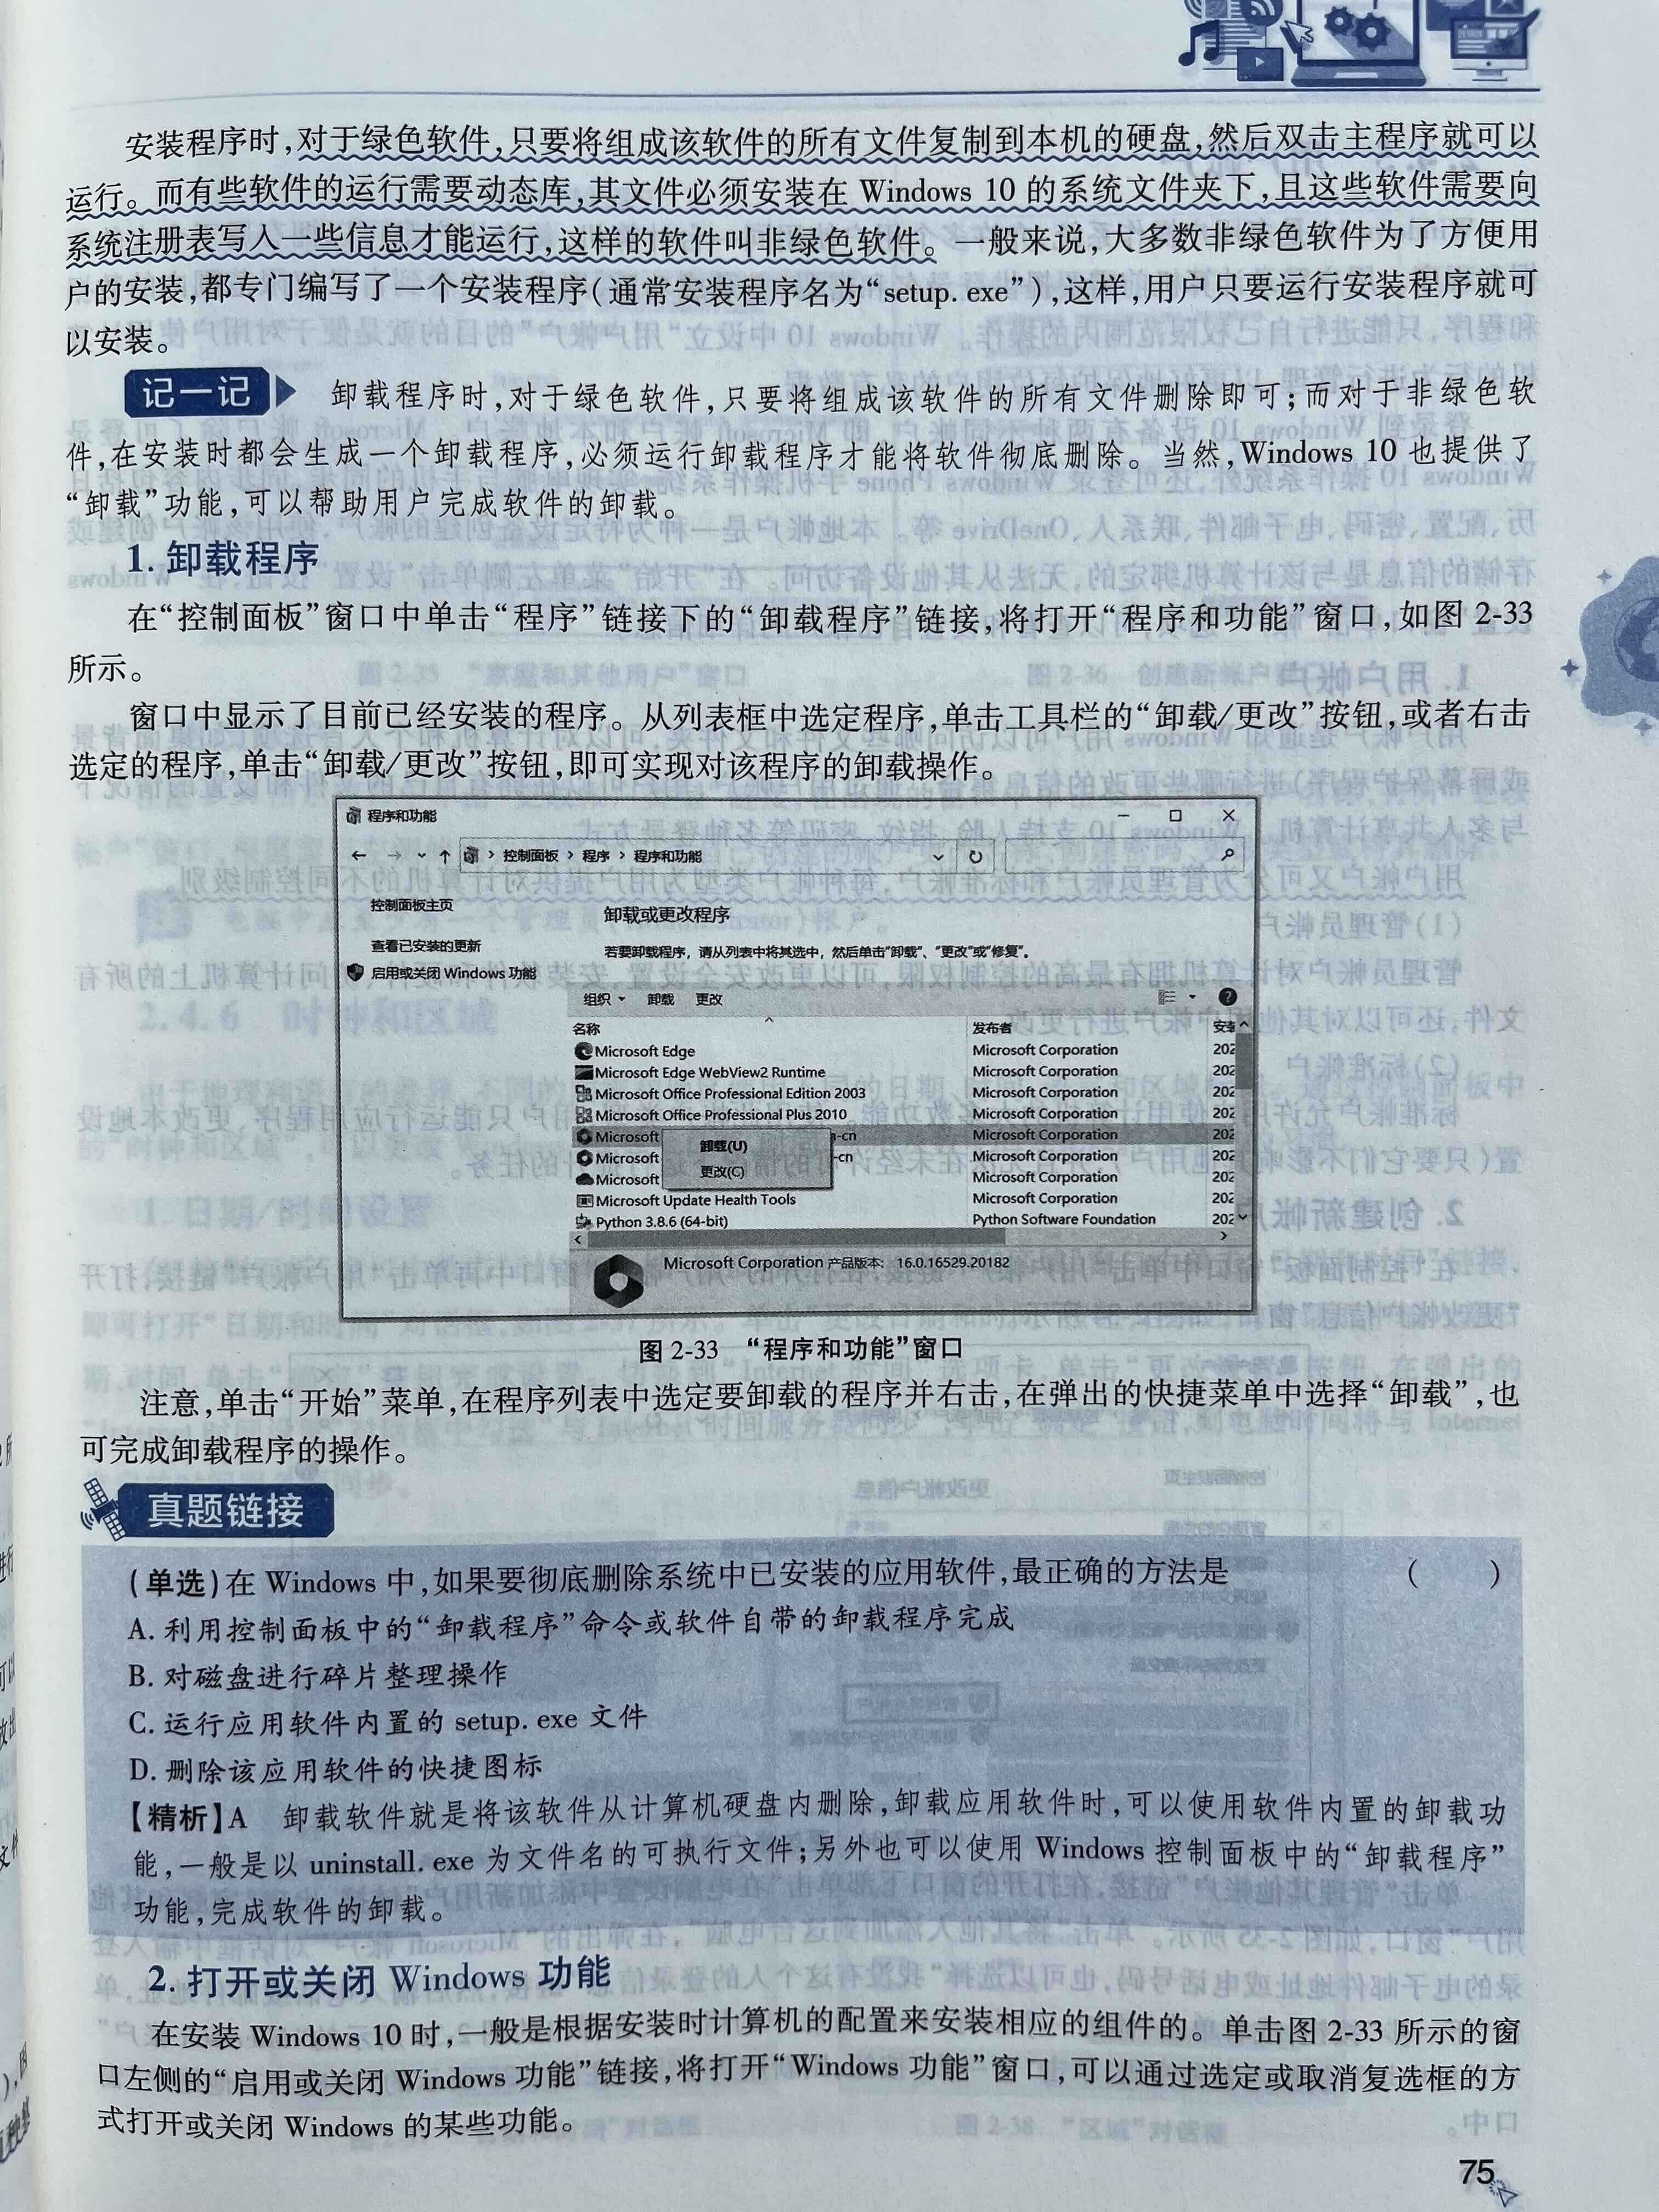 安装程序时,对于绿色软件,只要将组成该软件的所有文件复制到本机的硬盘,然后双击主程序就可以
运行。而有些软件的运行需要动态库,其文件必须安装在 Windows 10 的系统文件夹下,且这些软件需要向
系统注册表写入一些信息才能运行,这样的软件叫非绿色软件。一般来说,大多数非绿色软件为了方便用
户的安装,都专门编写了一个安装程序(通常安装程序名为“setup. exe”),这样,用户只要运行安装程序就可
以安装。
记一记 卸载程序时,对于绿色软件,只要将组成该软件的所有文件删除即可;而对于非绿色软
件,在安装时都会生成一个卸载程序,必须运行卸载程序才能将软件彻底删除。当然,Windows 10 也提供了
“卸载”功能,可以帮助用户完成软件的卸载。
1. 卸载程序
在“控制面板”窗口中单击“程序”链接下的“卸载程序”链接,将打开“程序和功能”窗口,如图 2-33
所示。
窗口中显示了目前已经安装的程序。从列表框中选定程序,单击工具栏的“卸载/更改”按钮,或者右击
选定的程序,单击“卸载/更改”按钮,即可实现对该程序的卸载操作。
程序和功能
控制面板 › 程序 › 程序和功能
控制面板主页
查看已安装的更新
启用或关闭 Windows 功能
卸载或更改程序
若要卸载程序，请从列表中将其选中，然后单击“卸载”、“更改”或“修复”。
组织 卸载 更改
名称 发布者 安装
Microsoft Edge Microsoft Corporation 202
Microsoft Edge WebView2 Runtime Microsoft Corporation 202
Microsoft Office Professional Edition 2003 Microsoft Corporation 202
Microsoft Office Professional Plus 2010 Microsoft Corporation 202
Microsoft -cn Microsoft Corporation 202
卸载(U)
Microsoft -cn Microsoft Corporation 202
更改(C)
Microsoft Microsoft Corporation 202
Microsoft Update Health Tools Microsoft Corporation 202
Python 3.8.6 (64-bit) Python Software Foundation 202
Microsoft Corporation 产品版本: 16.0.16529.20182
图 2-33 “程序和功能”窗口
注意,单击“开始”菜单,在程序列表中选定要卸载的程序并右击,在弹出的快捷菜单中选择“卸载”,也
可完成卸载程序的操作。
真题链接
(单选)在 Windows 中,如果要彻底删除系统中已安装的应用软件,最正确的方法是 ( )
A. 利用控制面板中的“卸载程序”命令或软件自带的卸载程序完成
B. 对磁盘进行碎片整理操作
C. 运行应用软件内置的 setup. exe 文件
D. 删除该应用软件的快捷图标
【精析】A 卸载软件就是将该软件从计算机硬盘内删除,卸载应用软件时,可以使用软件内置的卸载功
能,一般是以 uninstall. exe 为文件名的可执行文件;另外也可以使用 Windows 控制面板中的“卸载程序”
功能,完成软件的卸载。
2. 打开或关闭 Windows 功能
在安装 Windows 10 时,一般是根据安装时计算机的配置来安装相应的组件的。单击图 2-33 所示的窗
口左侧的“启用或关闭 Windows 功能”链接,将打开“Windows 功能”窗口,可以通过选定或取消复选框的方
式打开或关闭 Windows 的某些功能。
75